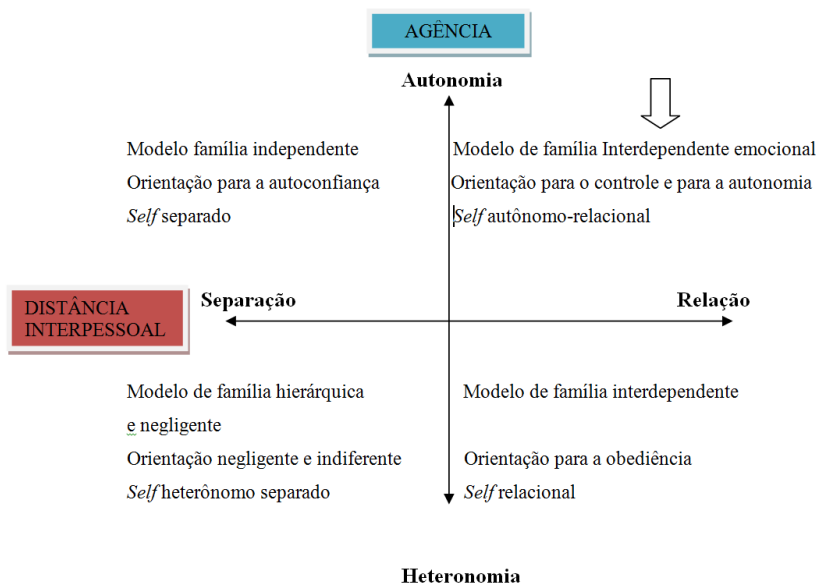 AGÊNCIA
Autonomia
Modelo família independente
Orientação para a autoconfiança
Self separado
Modelo de família Interdependente emocional
Orientação para o controle e para a autonomia
Self autônomo-relacional
DISTÂNCIA
INTERPESSOAL
Separação
Relação
Modelo de família hierárquica
e negligente
Orientação negligente e indiferente
Self heterônomo separado
Modelo de família interdependente
Orientação para a obediência
Self relacional
Heteronomia